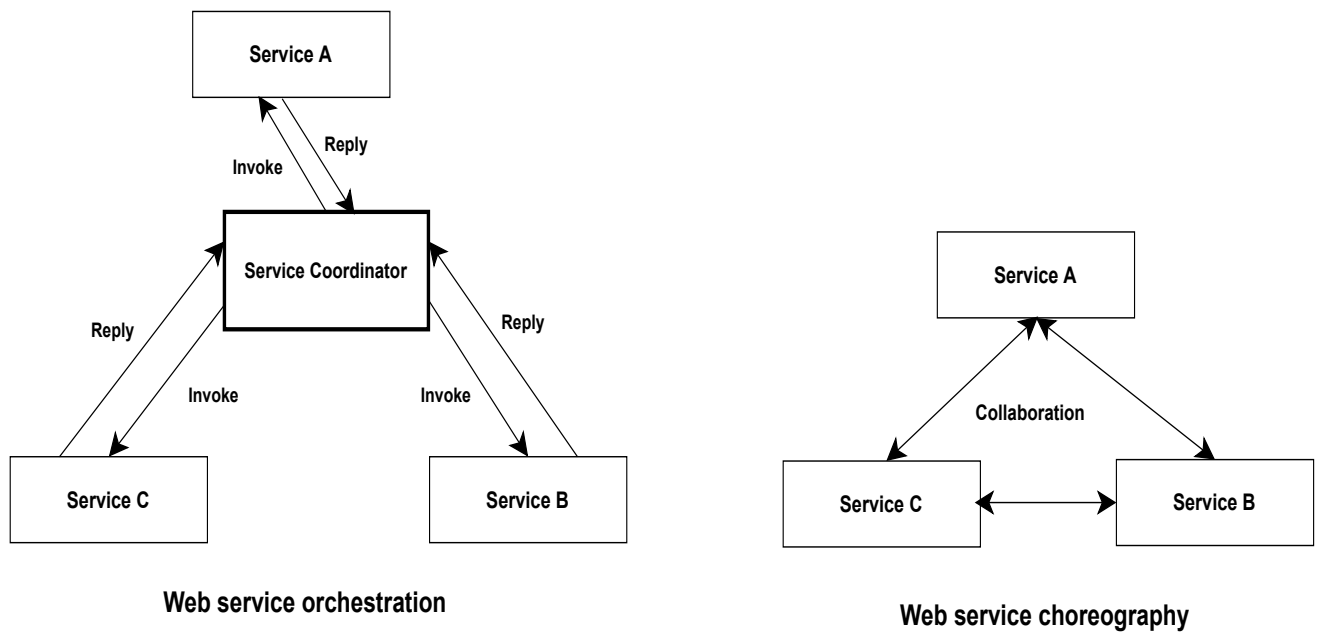 Service A
Reply
Invoke
Service Coordinator
Reply
Invoke
Invoke
Reply
Service C
Service B
Web service orchestration
Service A
Collaboration
Service C
Service B
Web service choreography